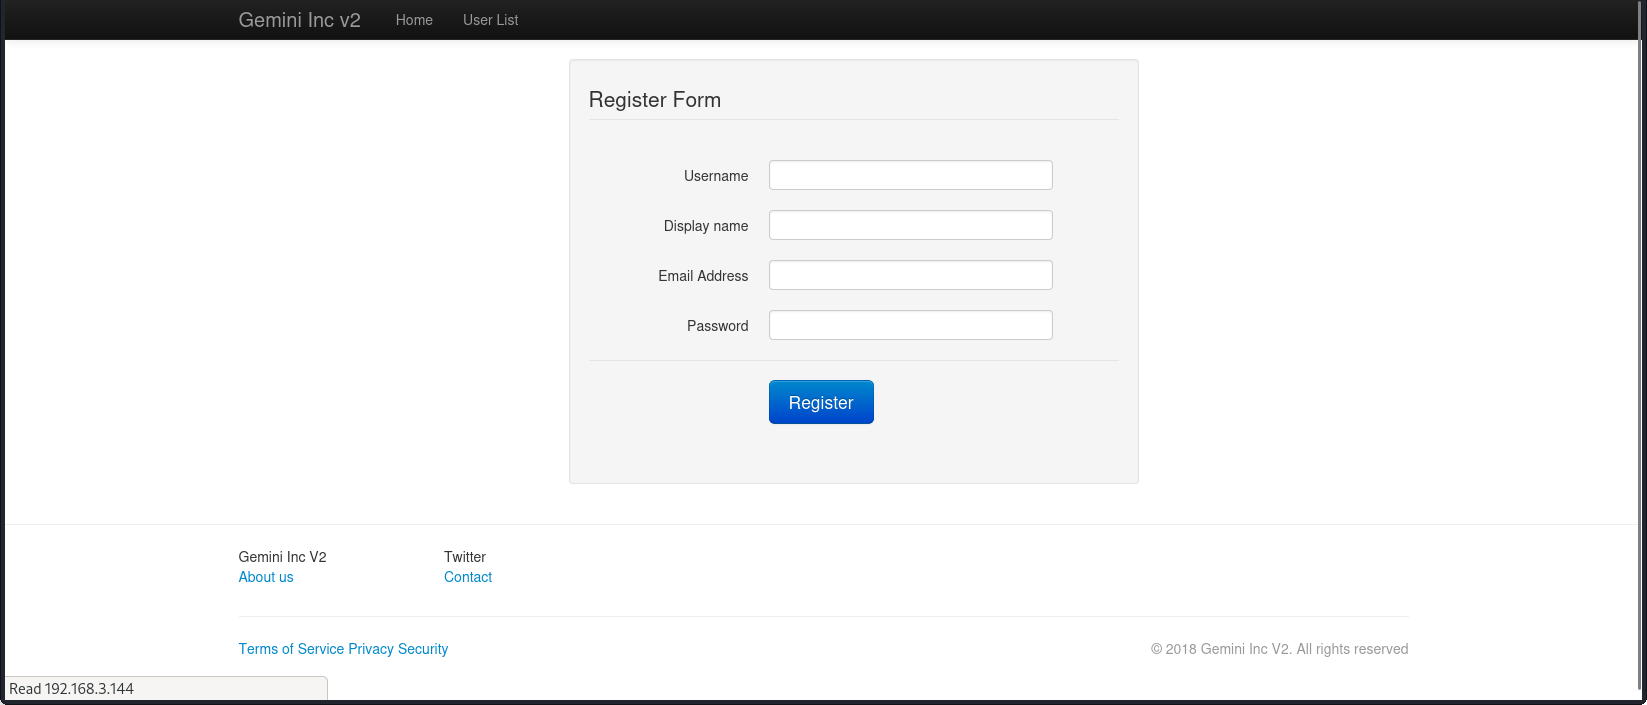 Gemini Inc v2 Home User List
Register Form
Username
Display name
Email Address
Password
Register
Gemini Inc V2 Twitter
About us Contact
Terms of Service Privacy Security © 2018 Gemini Inc V2. All rights reserved
Read 192.168.3.144